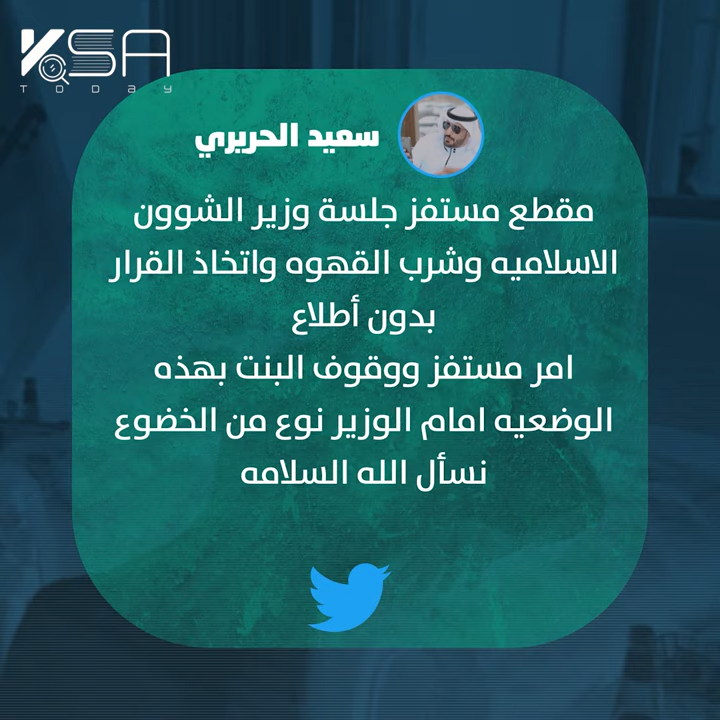 KSA
TODAY
سعيد الحريري
مقطع مستفز جلسة وزير الشوون
الاسلاميه وشرب القهوه واتخاذ القرار
بدون أطلاع
امر مستفز ووقوف البنت بهذه
الوضعيه امام الوزير نوع من الخضوع
نسأل الله السلامه